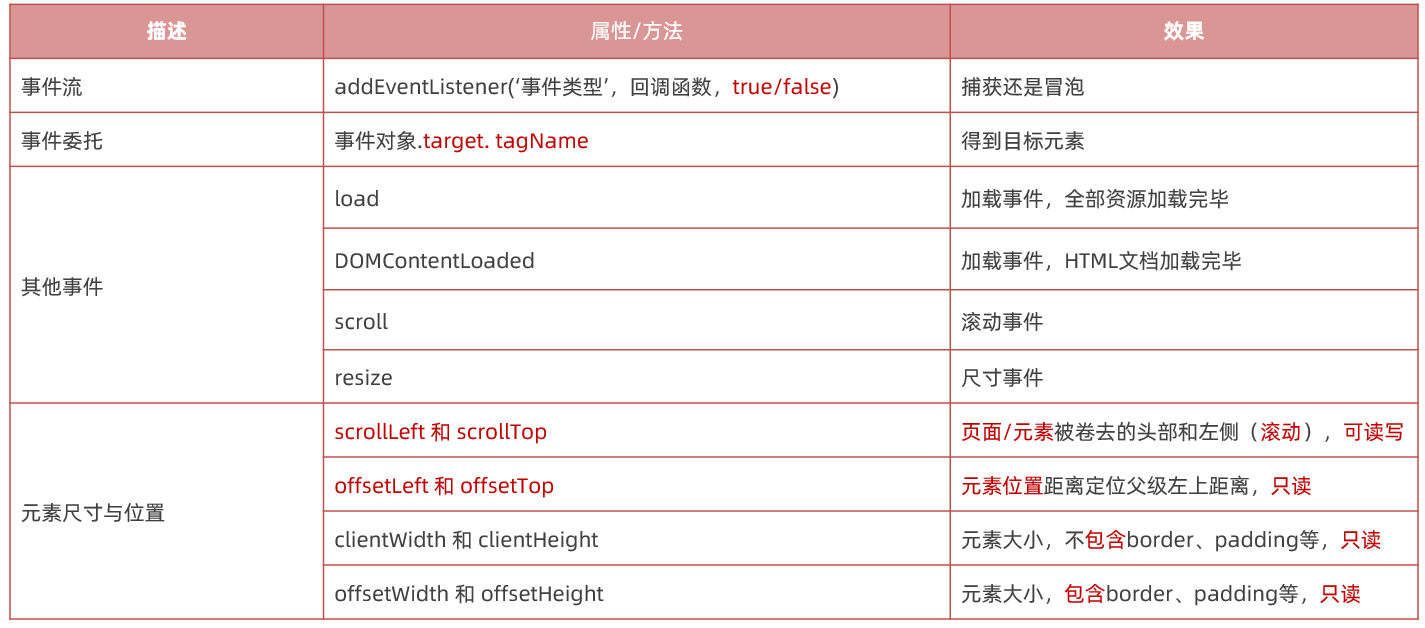 描述 属性/方法 效果
事件流 addEventListener(‘事件类型’，回调函数，true/false) 捕获还是冒泡
事件委托 事件对象.target. tagName 得到目标元素
其他事件 load 加载事件，全部资源加载完毕
DOMContentLoaded 加载事件，HTML文档加载完毕
scroll 滚动事件
resize 尺寸事件
元素尺寸与位置 scrollLeft 和 scrollTop 页面/元素被卷去的头部和左侧（滚动），可读写
offsetLeft 和 offsetTop 元素位置距离定位父级左上距离，只读
clientWidth 和 clientHeight 元素大小，不包含border、padding等，只读
offsetWidth 和 offsetHeight 元素大小，包含border、padding等，只读